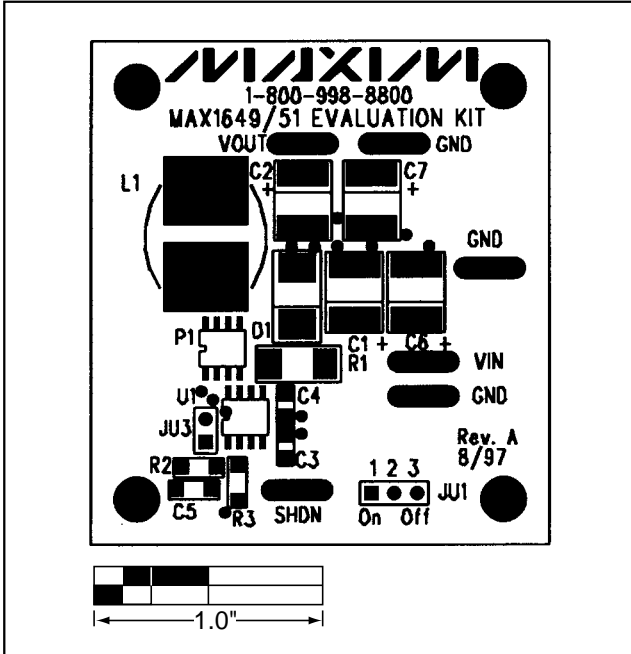 MAXIM
1-800-998-8800
MAX1649/51 EVALUATION KIT
VOUT GND
L1 C2 + C7 +
GND
P1 D1 C1 + C6 +
R1 VIN
U1 C4 GND
JU3
Rev. A
8/97
R2 C3 1 2 3
JU1
C5 R3 SHDN On Off
1.0"